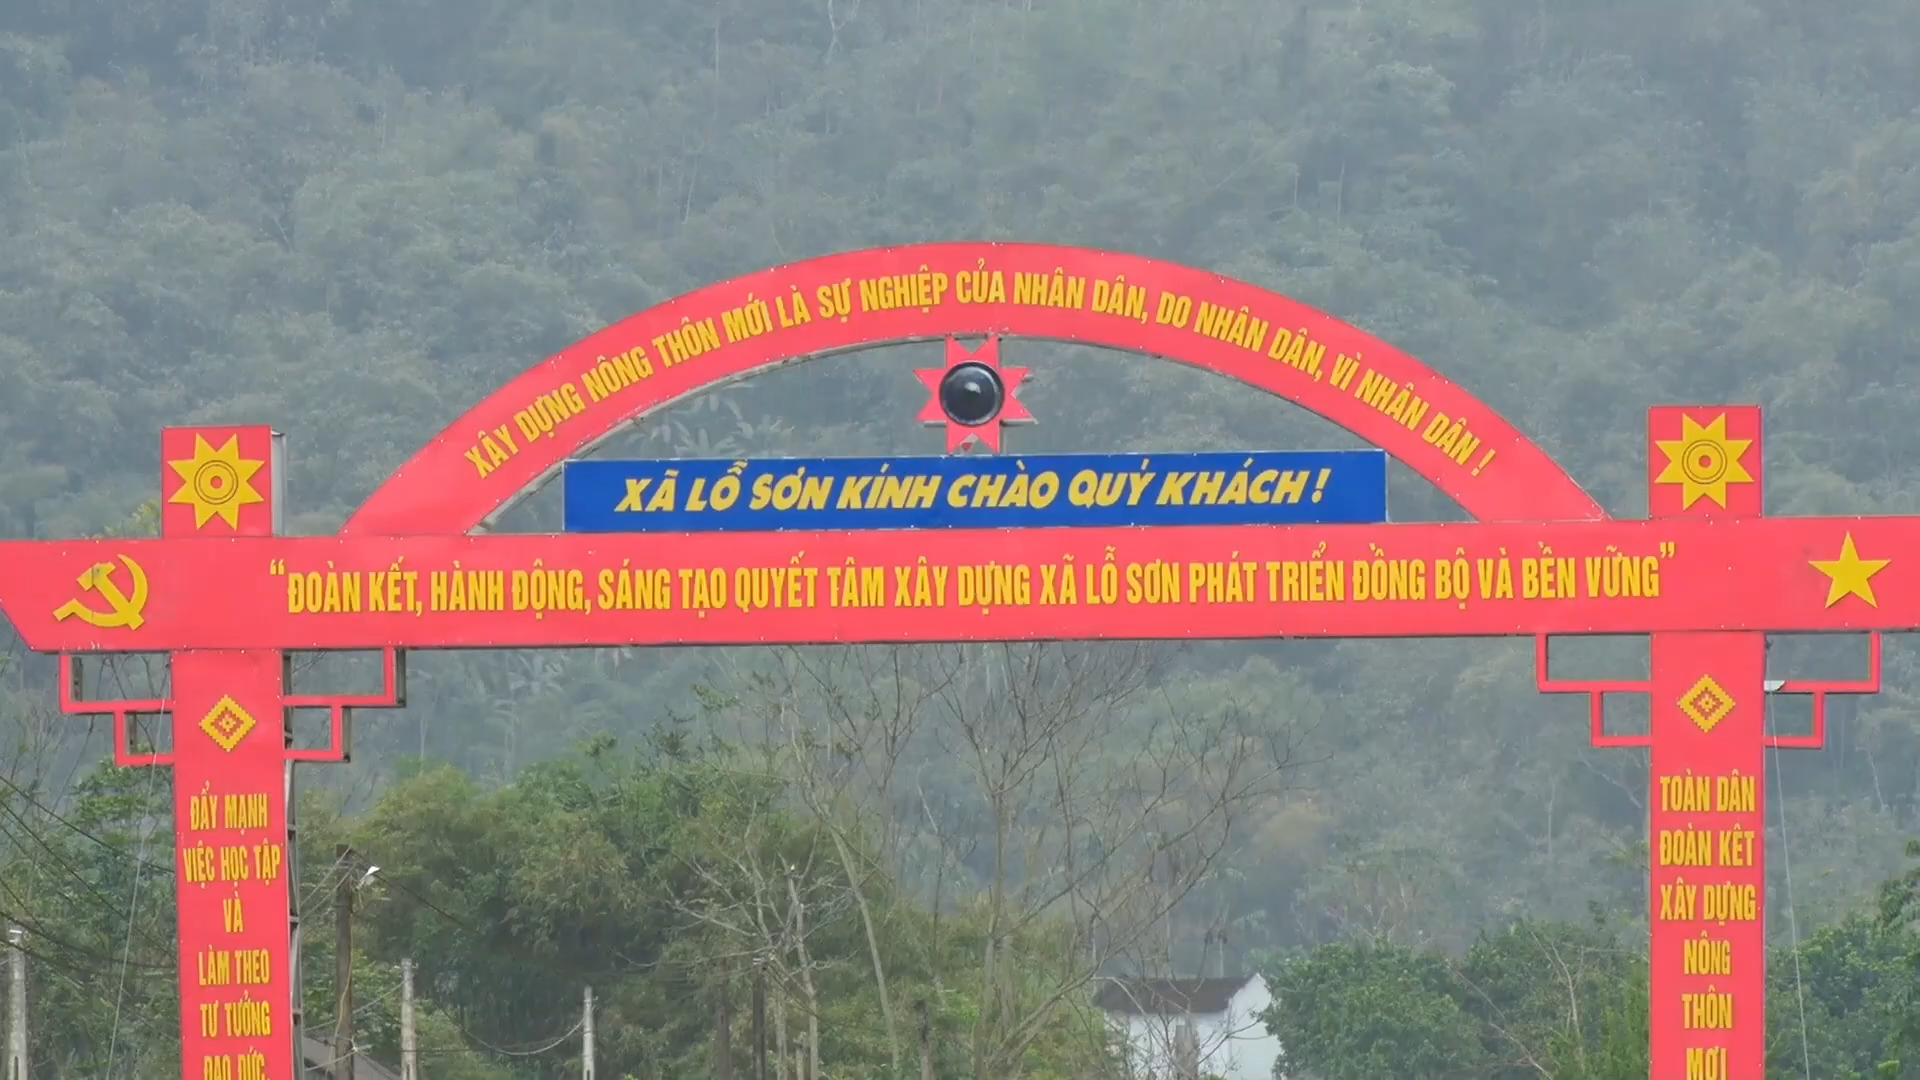 XÂY DỰNG NÔNG THÔN MỚI LÀ SỰ NGHIỆP CỦA NHÂN DÂN, DO NHÂN DÂN, VÌ NHÂN DÂN !
XÃ LỖ SƠN KÍNH CHÀO QUÝ KHÁCH !
“ĐOÀN KẾT, HÀNH ĐỘNG, SÁNG TẠO QUYẾT TÂM XÂY DỰNG XÃ LỖ SƠN PHÁT TRIỂN ĐỒNG BỘ VÀ BỀN VỮNG”
ĐẨY MẠNH
VIỆC HỌC TẬP
VÀ
LÀM THEO
TƯ TƯỞNG
ĐẠO ĐỨC,
TOÀN DÂN
ĐOÀN KẾT
XÂY DỰNG
NÔNG
THÔN
MỚI